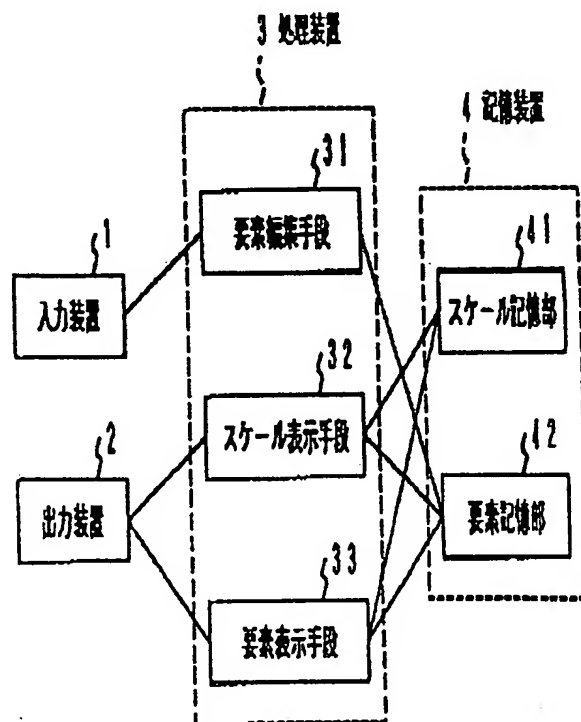 3 処理装置
4 記憶装置
31
要素編集手段
1
入力装置
41
スケール記憶部
32
スケール表示手段
2
出力装置
42
要素記憶部
33
要素表示手段